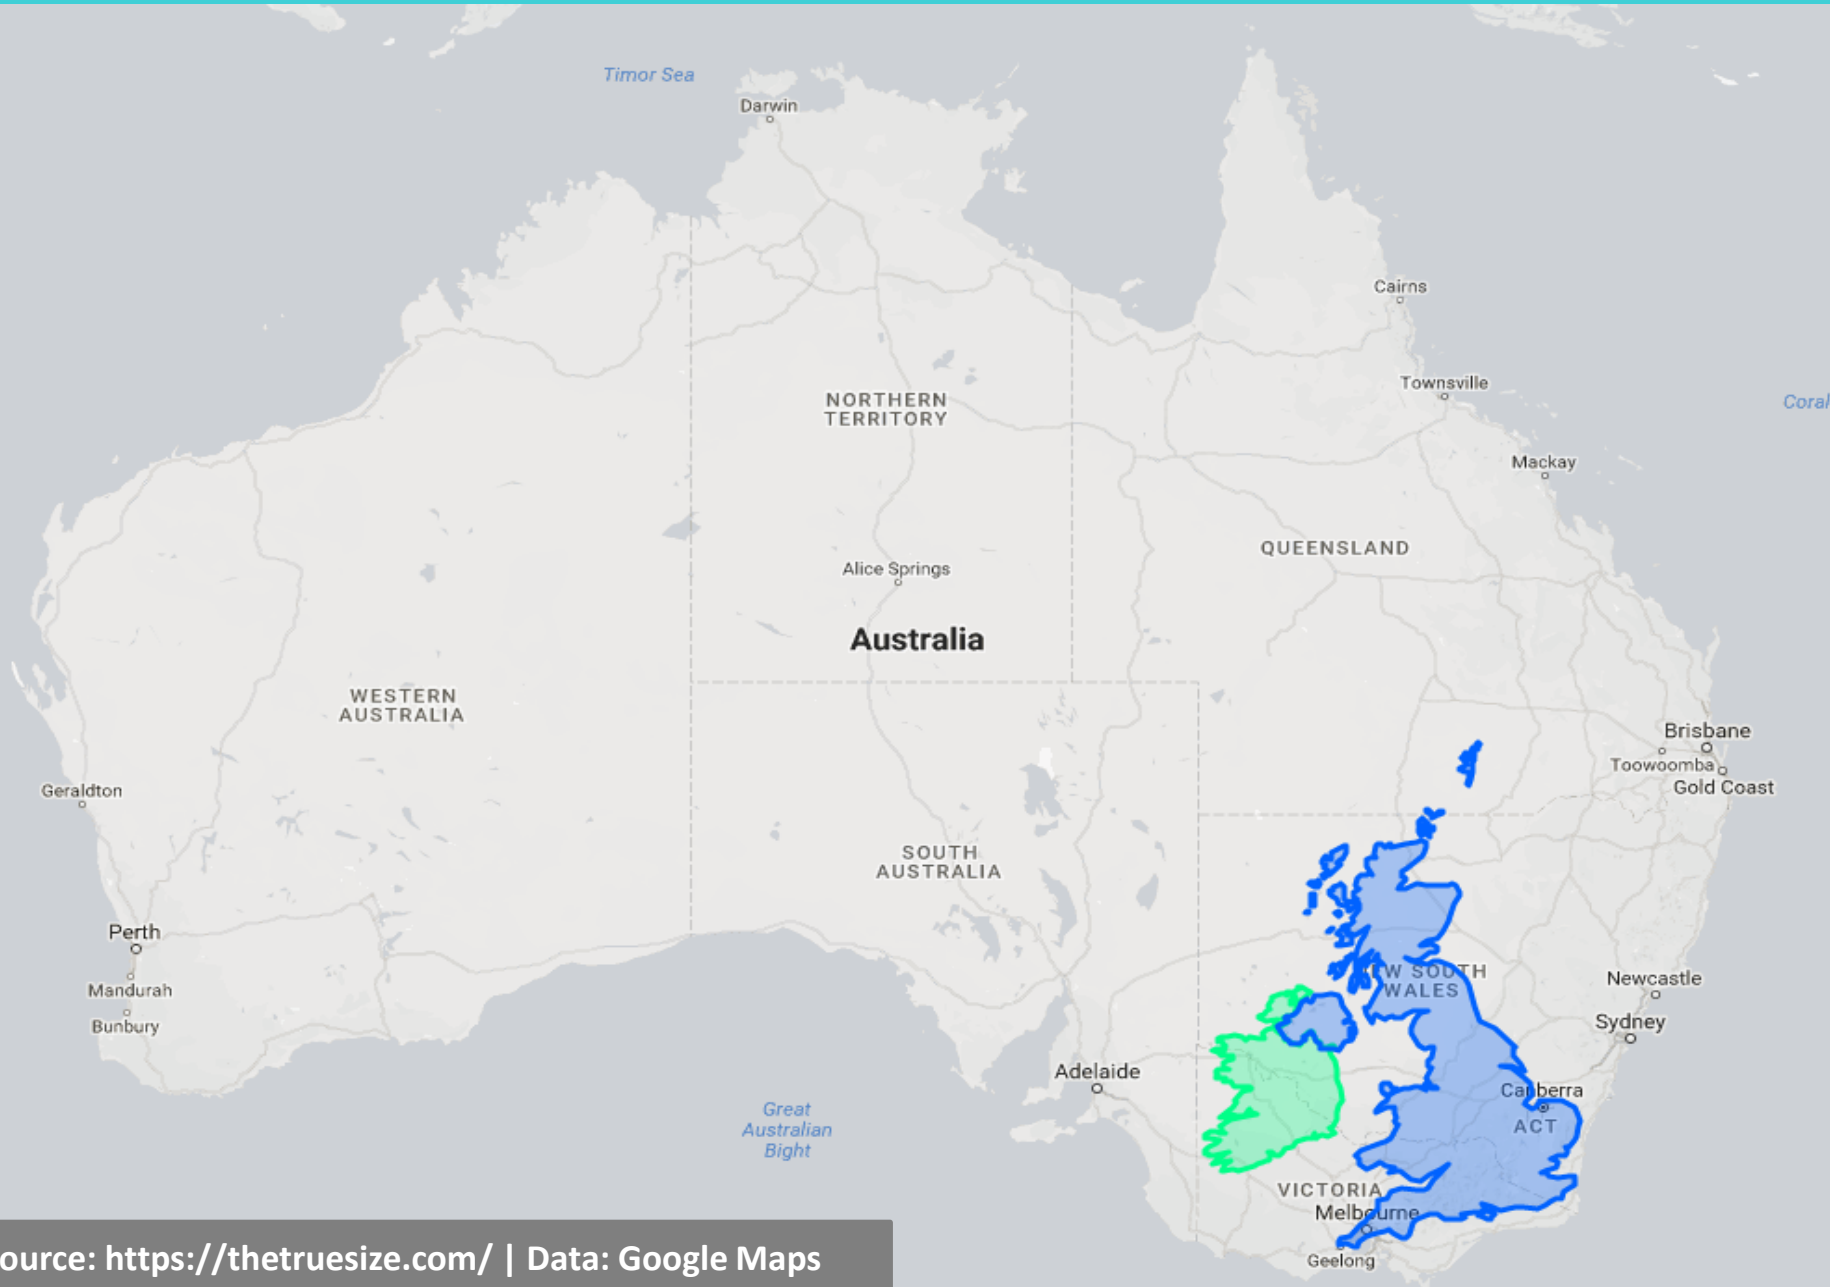 Timor Sea
Darwin
Cairns
Townsville
Coral
NORTHERN
TERRITORY
Mackay
QUEENSLAND
Alice Springs
Australia
WESTERN
AUSTRALIA
Brisbane
Toowoomba
Gold Coast
Geraldton
SOUTH
AUSTRALIA
Perth
EW SOUTH
WALES
Newcastle
Mandurah
Bunbury
Sydney
Adelaide
Canberra
ACT
Great
Australian
Bight
VICTORIA
Melbourne
Geelong
ource: https://thetruesize.com/ | Data: Google Maps